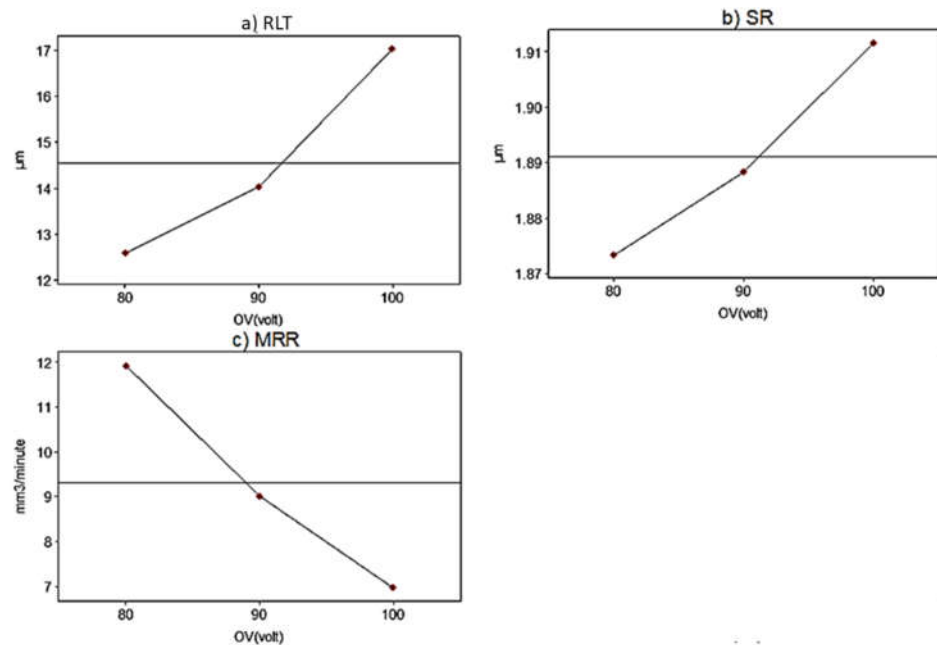 a) RLT
17
16
15
14
13
12
µm
80 90 100
OV(volt)
b) SR
1.91
1.90
1.89
1.88
1.87
µm
80 90 100
OV(volt)
c) MRR
12
11
10
9
8
7
mm3/minute
80 90 100
OV(volt)